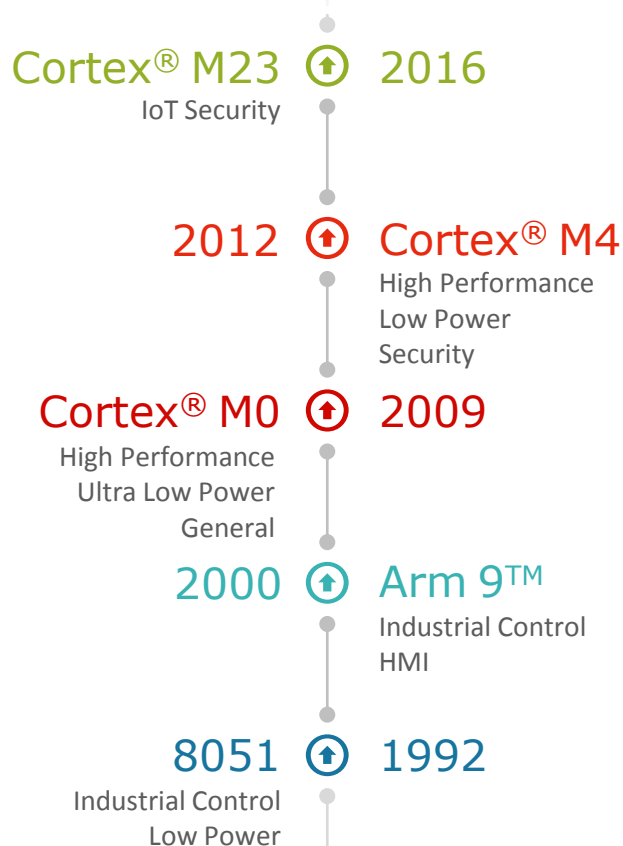 Cortex® M23 2016
IoT Security
2012 Cortex® M4
High Performance
Low Power
Security
Cortex® M0 2009
High Performance
Ultra Low Power
General
2000 Arm 9™
Industrial Control
HMI
8051 1992
Industrial Control
Low Power